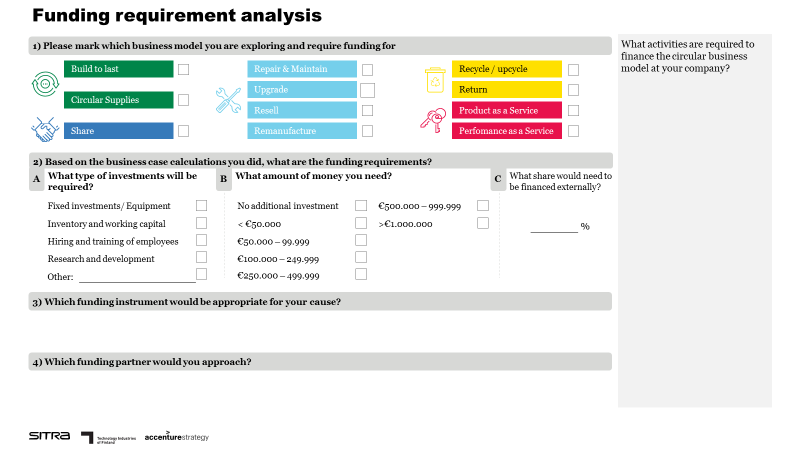 Funding requirement analysis
1) Please mark which business model you are exploring and require funding for
Build to last
Circular Supplies
Share
Repair & Maintain
Upgrade
Resell
Remanufacture
Recycle / upcycle
Return
Product as a Service
Perfomance as a Service
2) Based on the business case calculations you did, what are the funding requirements?
A
What type of investments will be
required?
Fixed investments/ Equipment
Inventory and working capital
Hiring and training of employees
Research and development
Other:
B
What amount of money you need?
No additional investment
< €50.000
€50.000 – 99.999
€100.000 – 249.999
€250.000 – 499.999
€500.000 – 999.999
>€1.000.000
C
What share would need to
be financed externally?
%
3) Which funding instrument would be appropriate for your cause?
4) Which funding partner would you approach?
What activities are required to
finance the circular business
model at your company?
SITRA
Technology Industries
of Finland
accenturestrategy